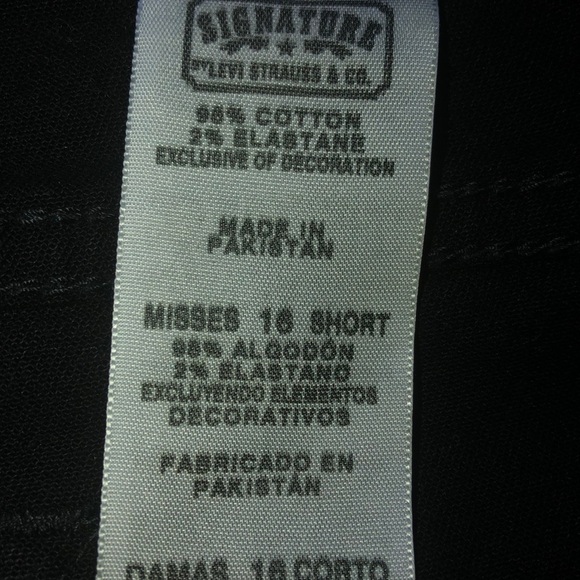 SIGNATURE
BY LEVI STRAUSS & CO.
98% COTTON
2% ELASTANE
EXCLUSIVE OF DECORATION
MADE IN
PAKISTAN
MISSES 16 SHORT
98% ALGODÓN
2% ELASTANO
EXCLUYENDO ELEMENTOS
DECORATIVOS
FABRICADO EN
PAKISTÁN
DAMAS 16 CORTO